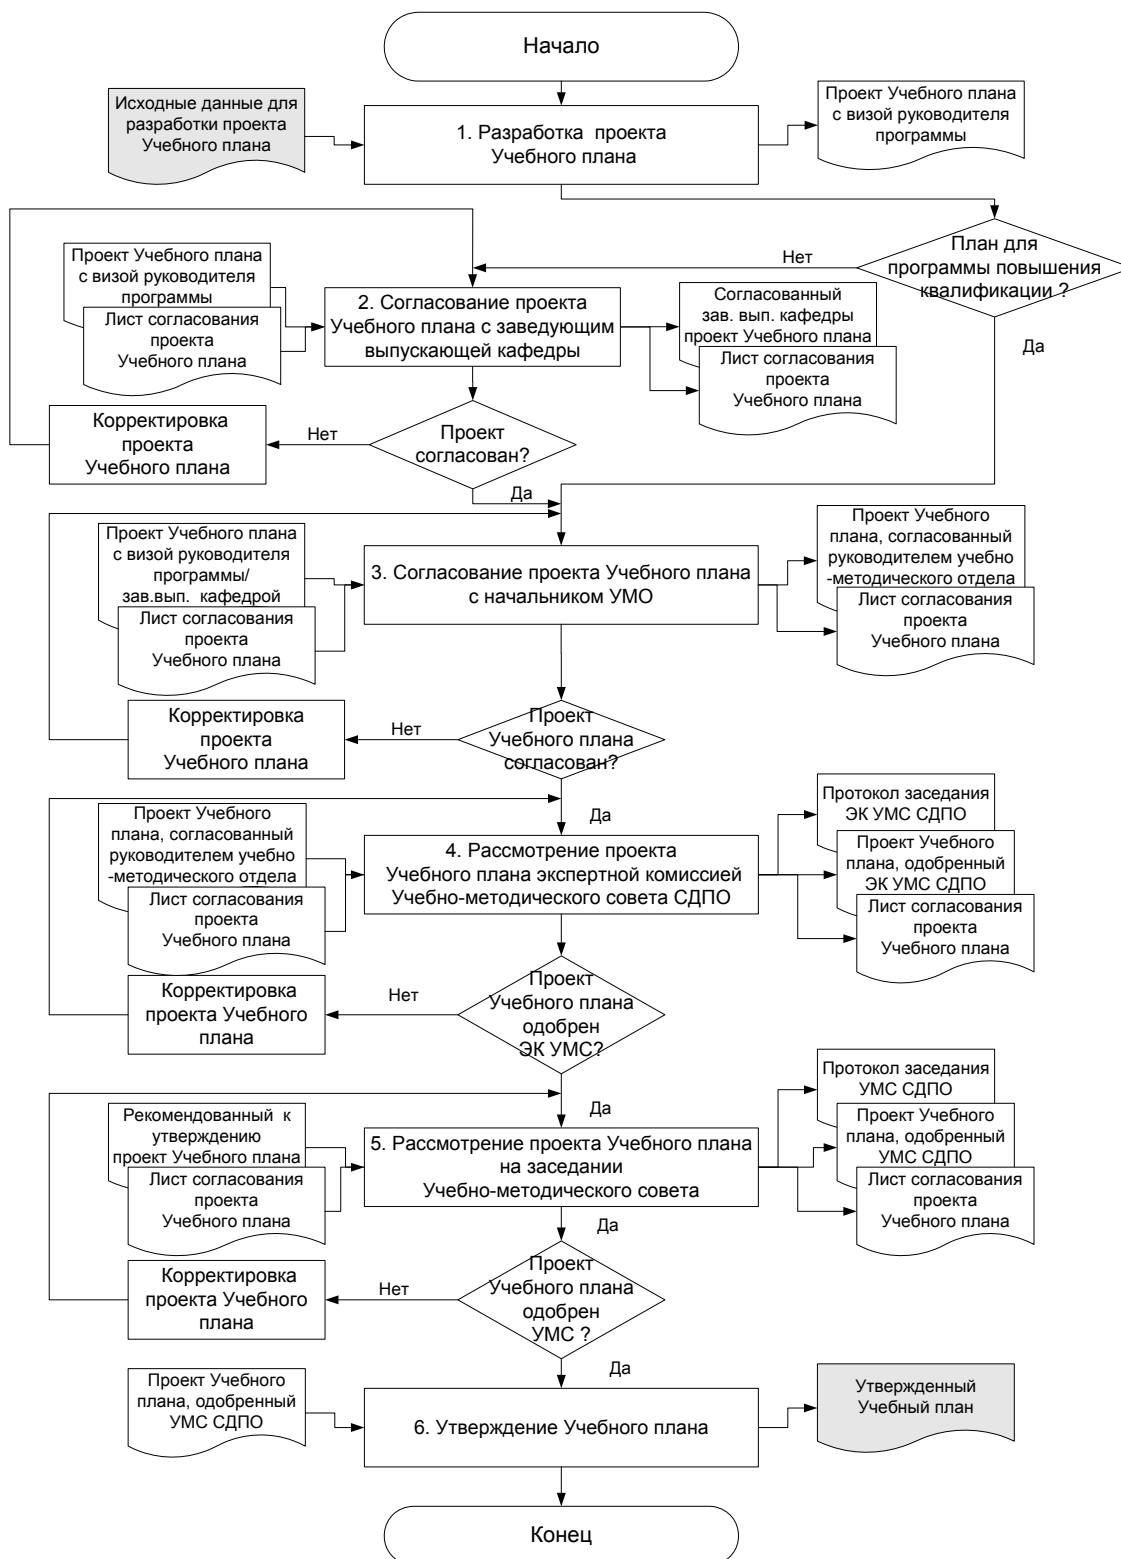 Начало
Исходные данные для
разработки проекта
Учебного плана
1. Разработка проекта
Учебного плана
Проект Учебного плана
с визой руководителя
программы
План для
программы повышения
квалификации ?
Нет
Да
Проект Учебного плана
с визой руководителя
программы
Лист согласования
проекта
Учебного плана
2. Согласование проекта
Учебного плана с заведующим
выпускающей кафедры
Согласованный
зав. вып. кафедры
проект Учебного плана
Лист согласования
проекта
Учебного плана
Корректировка
проекта
Учебного плана
Нет
Проект
согласован?
Да
Проект Учебного плана
с визой руководителя
программы/
зав.вып. кафедрой
Лист согласования
проекта
Учебного плана
3. Согласование проекта Учебного плана
с начальником УМО
Проект Учебного
плана, согласованный
руководителем учебно
-методического отдела
Лист согласования
проекта
Учебного плана
Корректировка
проекта
Учебного плана
Нет
Проект
Учебного плана
согласован?
Да
Проект Учебного
плана, согласованный
руководителем учебно
-методического отдела
Лист согласования
проекта
Учебного плана
4. Рассмотрение проекта
Учебного плана экспертной комиссией
Учебно-методического совета СДПО
Протокол заседания
ЭК УМС СДПО
Проект Учебного
плана, одобренный
ЭК УМС СДПО
Лист согласования
проекта
Учебного плана
Корректировка
проекта Учебного
плана
Нет
Проект
Учебного плана
одобрен
ЭК УМС?
Да
Рекомендованный к
утверждению
проект Учебного плана
Лист согласования
проекта
Учебного плана
5. Рассмотрение проекта Учебного плана
на заседании
Учебно-методического совета
Протокол заседания
УМС СДПО
Проект Учебного
плана, одобренный
УМС СДПО
Лист согласования
проекта
Учебного плана
Да
Корректировка
проекта Учебного
плана
Нет
Проект
Учебного плана
одобрен
УМС ?
Да
Проект Учебного
плана, одобренный
УМС СДПО
6. Утверждение Учебного плана
Утвержденный
Учебный план
Конец